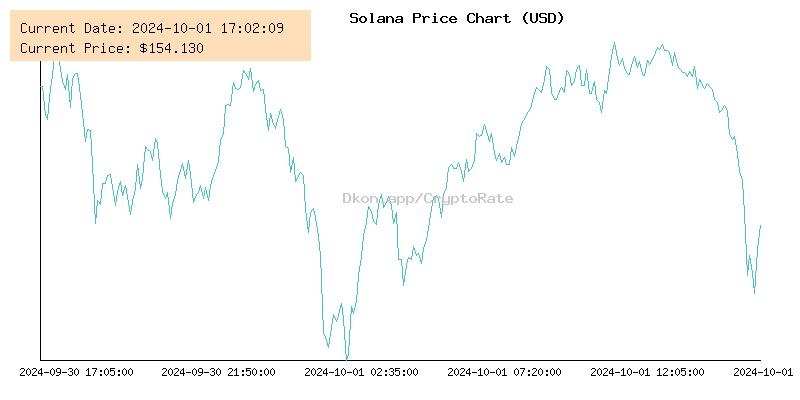 Solana Price Chart (USD)
Current Date: 2024-10-01 17:02:09
Current Price: $154.130
Dkon.app/CryptoRate
2024-09-30 17:05:00
2024-09-30 21:50:00
2024-10-01 02:35:00
2024-10-01 07:20:00
2024-10-01 12:05:00
2024-10-01